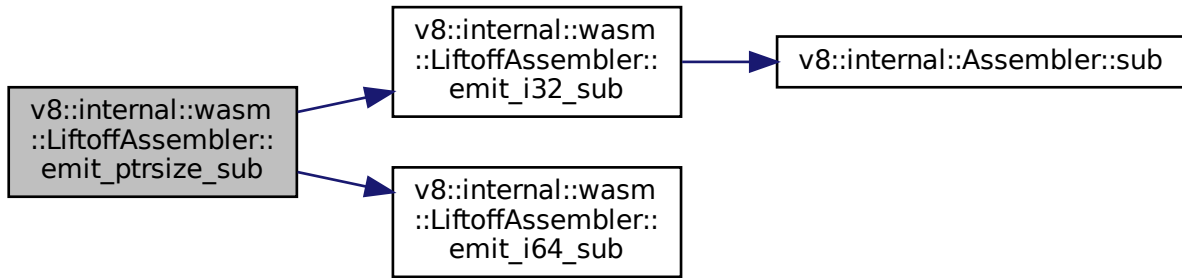 v8::internal::wasm
::LiftoffAssembler::
emit_ptrsize_sub
v8::internal::wasm
::LiftoffAssembler::
emit_i32_sub
v8::internal::Assembler::sub
v8::internal::wasm
::LiftoffAssembler::
emit_i64_sub